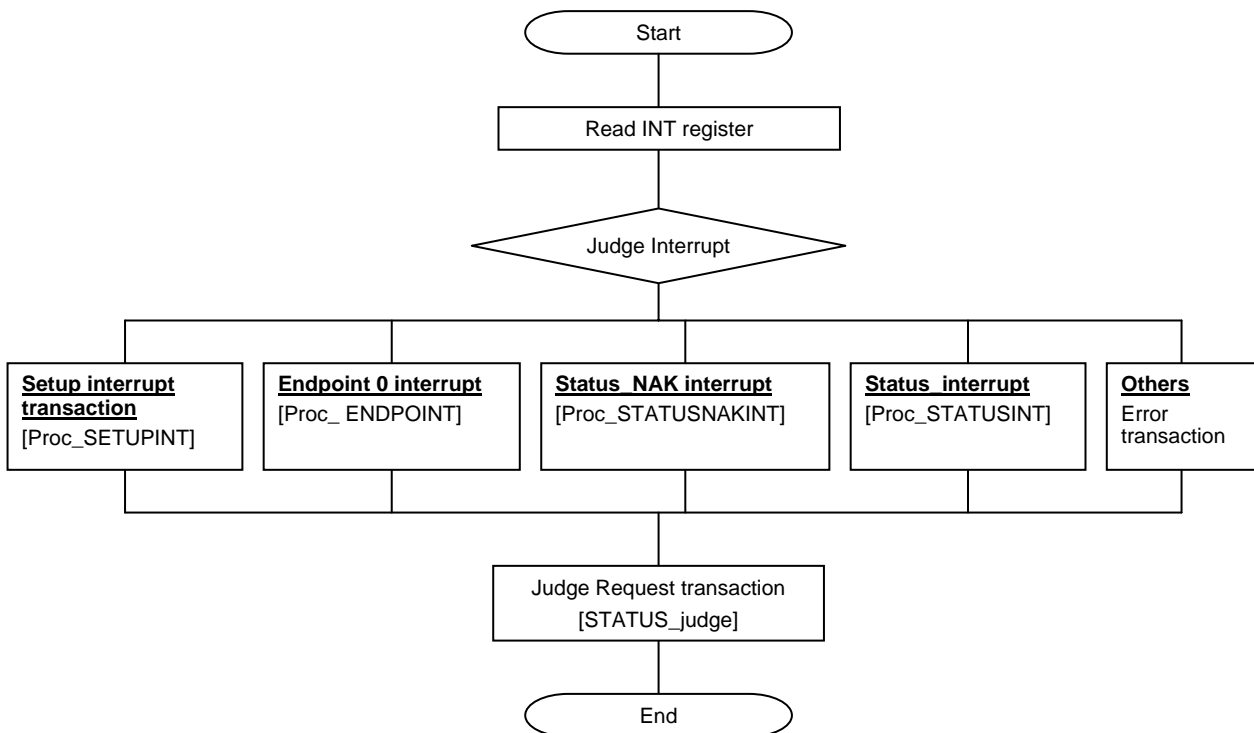 Start
Read INT register
Judge Interrupt
Setup interrupt
transaction
[Proc_SETUPINT]
Endpoint 0 interrupt
[Proc_ ENDPOINT]
Status_NAK interrupt
[Proc_STATUSNAKINT]
Status_interrupt
[Proc_STATUSINT]
Others
Error
transaction
Judge Request transaction
[STATUS_judge]
End